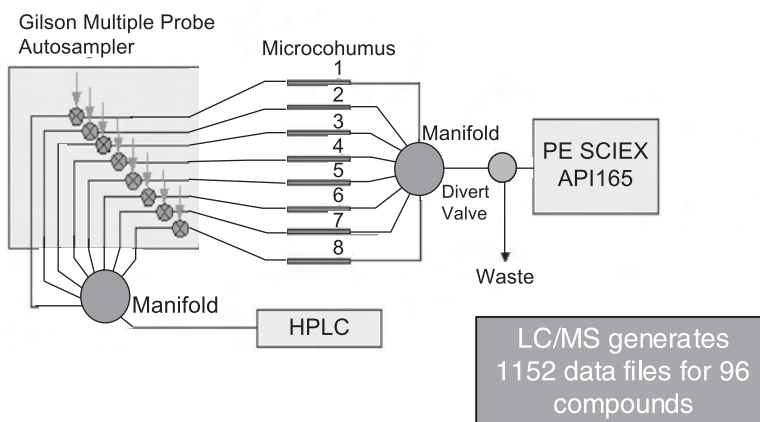 Gilson Multiple Probe
Autosampler
Microcohumus
1
2
3
4
5
6
7
8
Manifold
PE SCIEX
API165
Divert
Valve
Waste
Manifold
HPLC
LC/MS generates
1152 data files for 96
compounds